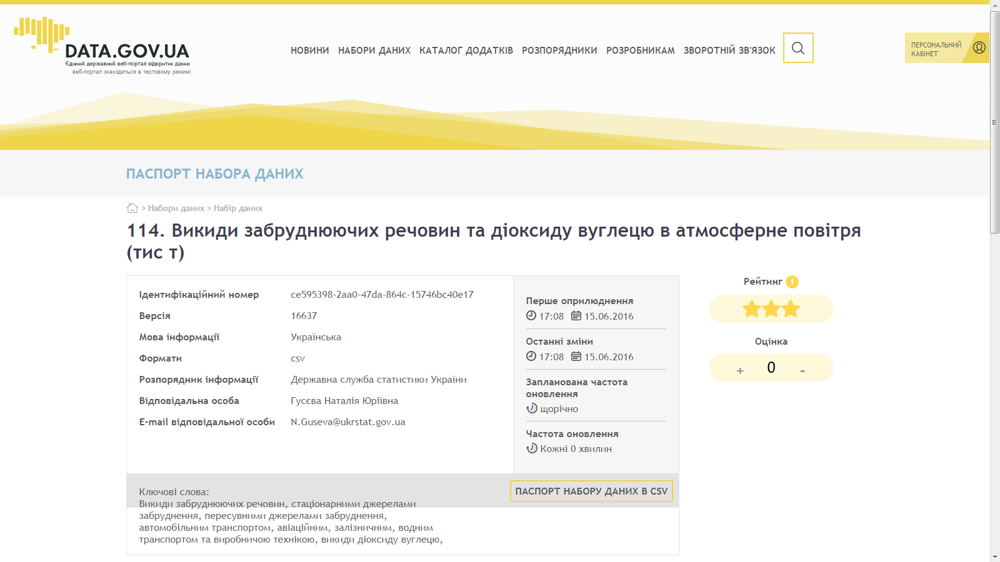 DATA.GOV.UA
Єдиний державний веб-портал відкритих даних
веб-портал знаходиться в тестовому режимі
НОВИНИ НАБОРИ ДАНИХ КАТАЛОГ ДОДАТКІВ РОЗПОРЯДНИКИ РОЗРОБНИКАМ ЗВОРОТНІЙ ЗВ'ЯЗОК
ПЕРСОНАЛЬНИЙ
КАБІНЕТ
ПАСПОРТ НАБОРА ДАНИХ
> Набори даних > Набір даних
114. Викиди забруднюючих речовин та діоксиду вуглецю в атмосферне повітря
(тис т)
Ідентифікаційний номер ce595398-2aa0-47da-864c-15746bc40e17
Версія 16637
Мова інформації Українська
Формати csv
Розпорядник інформації Державна служба статистики України
Відповідальна особа Гусєва Наталія Юріївна
E-mail відповідальної особи N.Guseva@ukrstat.gov.ua
Перше оприлюднення
17:08 15.06.2016
Останні зміни
17:08 15.06.2016
Запланована частота
оновлення
щорічно
Частота оновлення
Кожні 0 хвилин
Рейтинг i
Оцінка
+ 0 -
Ключові слова:
Викиди забруднюючих речовин, стаціонарними джерелами
забруднення, пересувними джерелами забруднення,
автомобільним транспортом, авіаційним, залізничним, водним
транспортом та виробничою технікою, викиди діоксиду вуглецю,
ПАСПОРТ НАБОРУ ДАНИХ В CSV